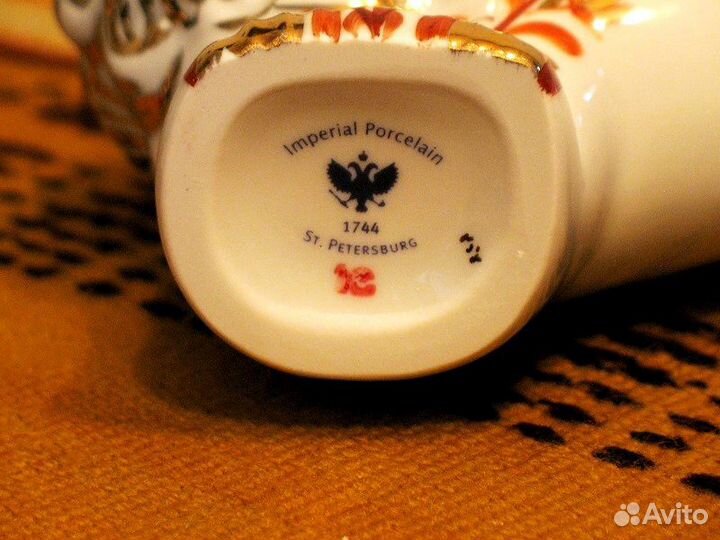 Imperial Porcelain
1744
St. Petersburg
Avito